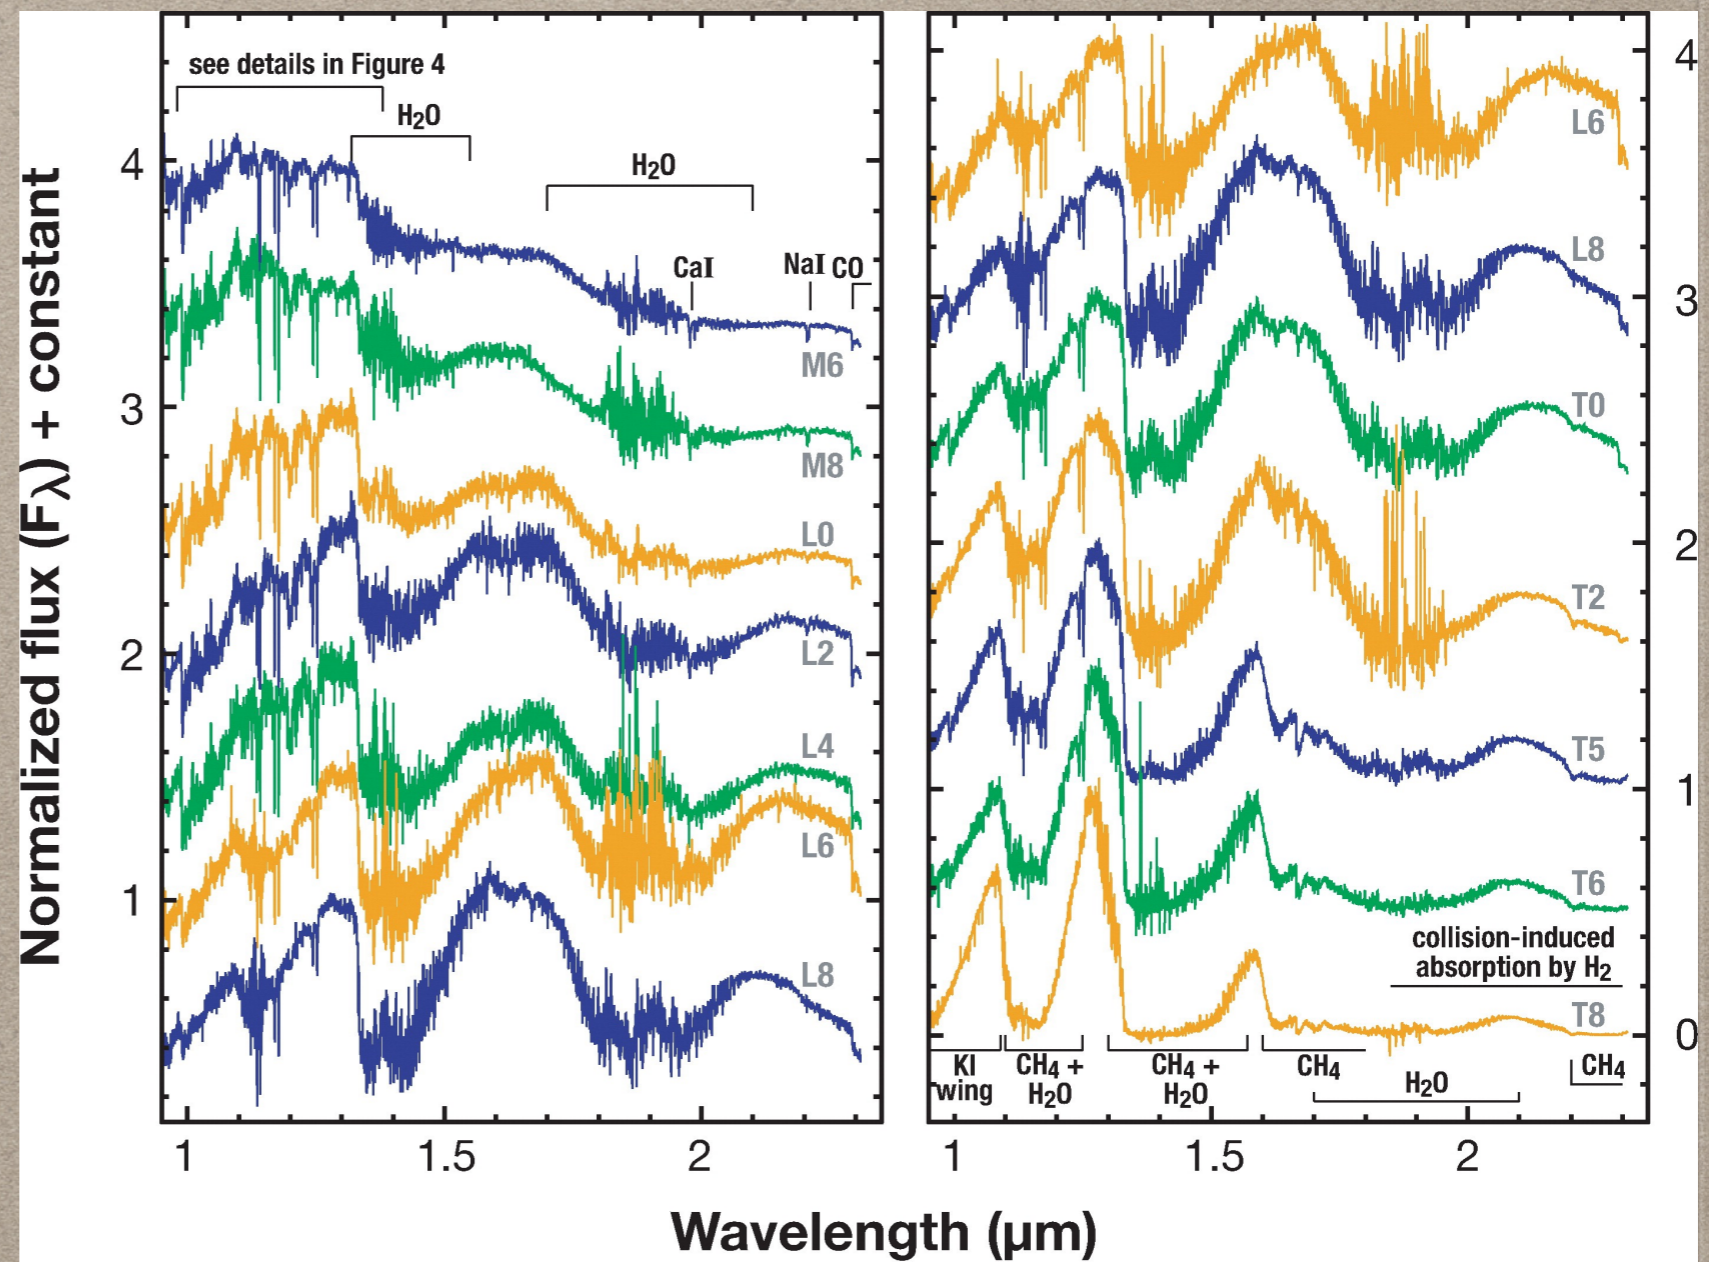 see details in Figure 4
H₂O
H₂O
CaI
NaI CO
M6
M8
L0
L2
L4
L6
L8
4
3
2
1
1
1.5
2
Normalized flux (Fλ) + constant
L6
L8
T0
T2
T5
T6
collision-induced
absorption by H₂
T8
KI
wing
CH₄ +
H₂O
CH₄ +
H₂O
CH₄
H₂O
CH₄
4
3
2
1
0
1
1.5
2
Wavelength (μm)